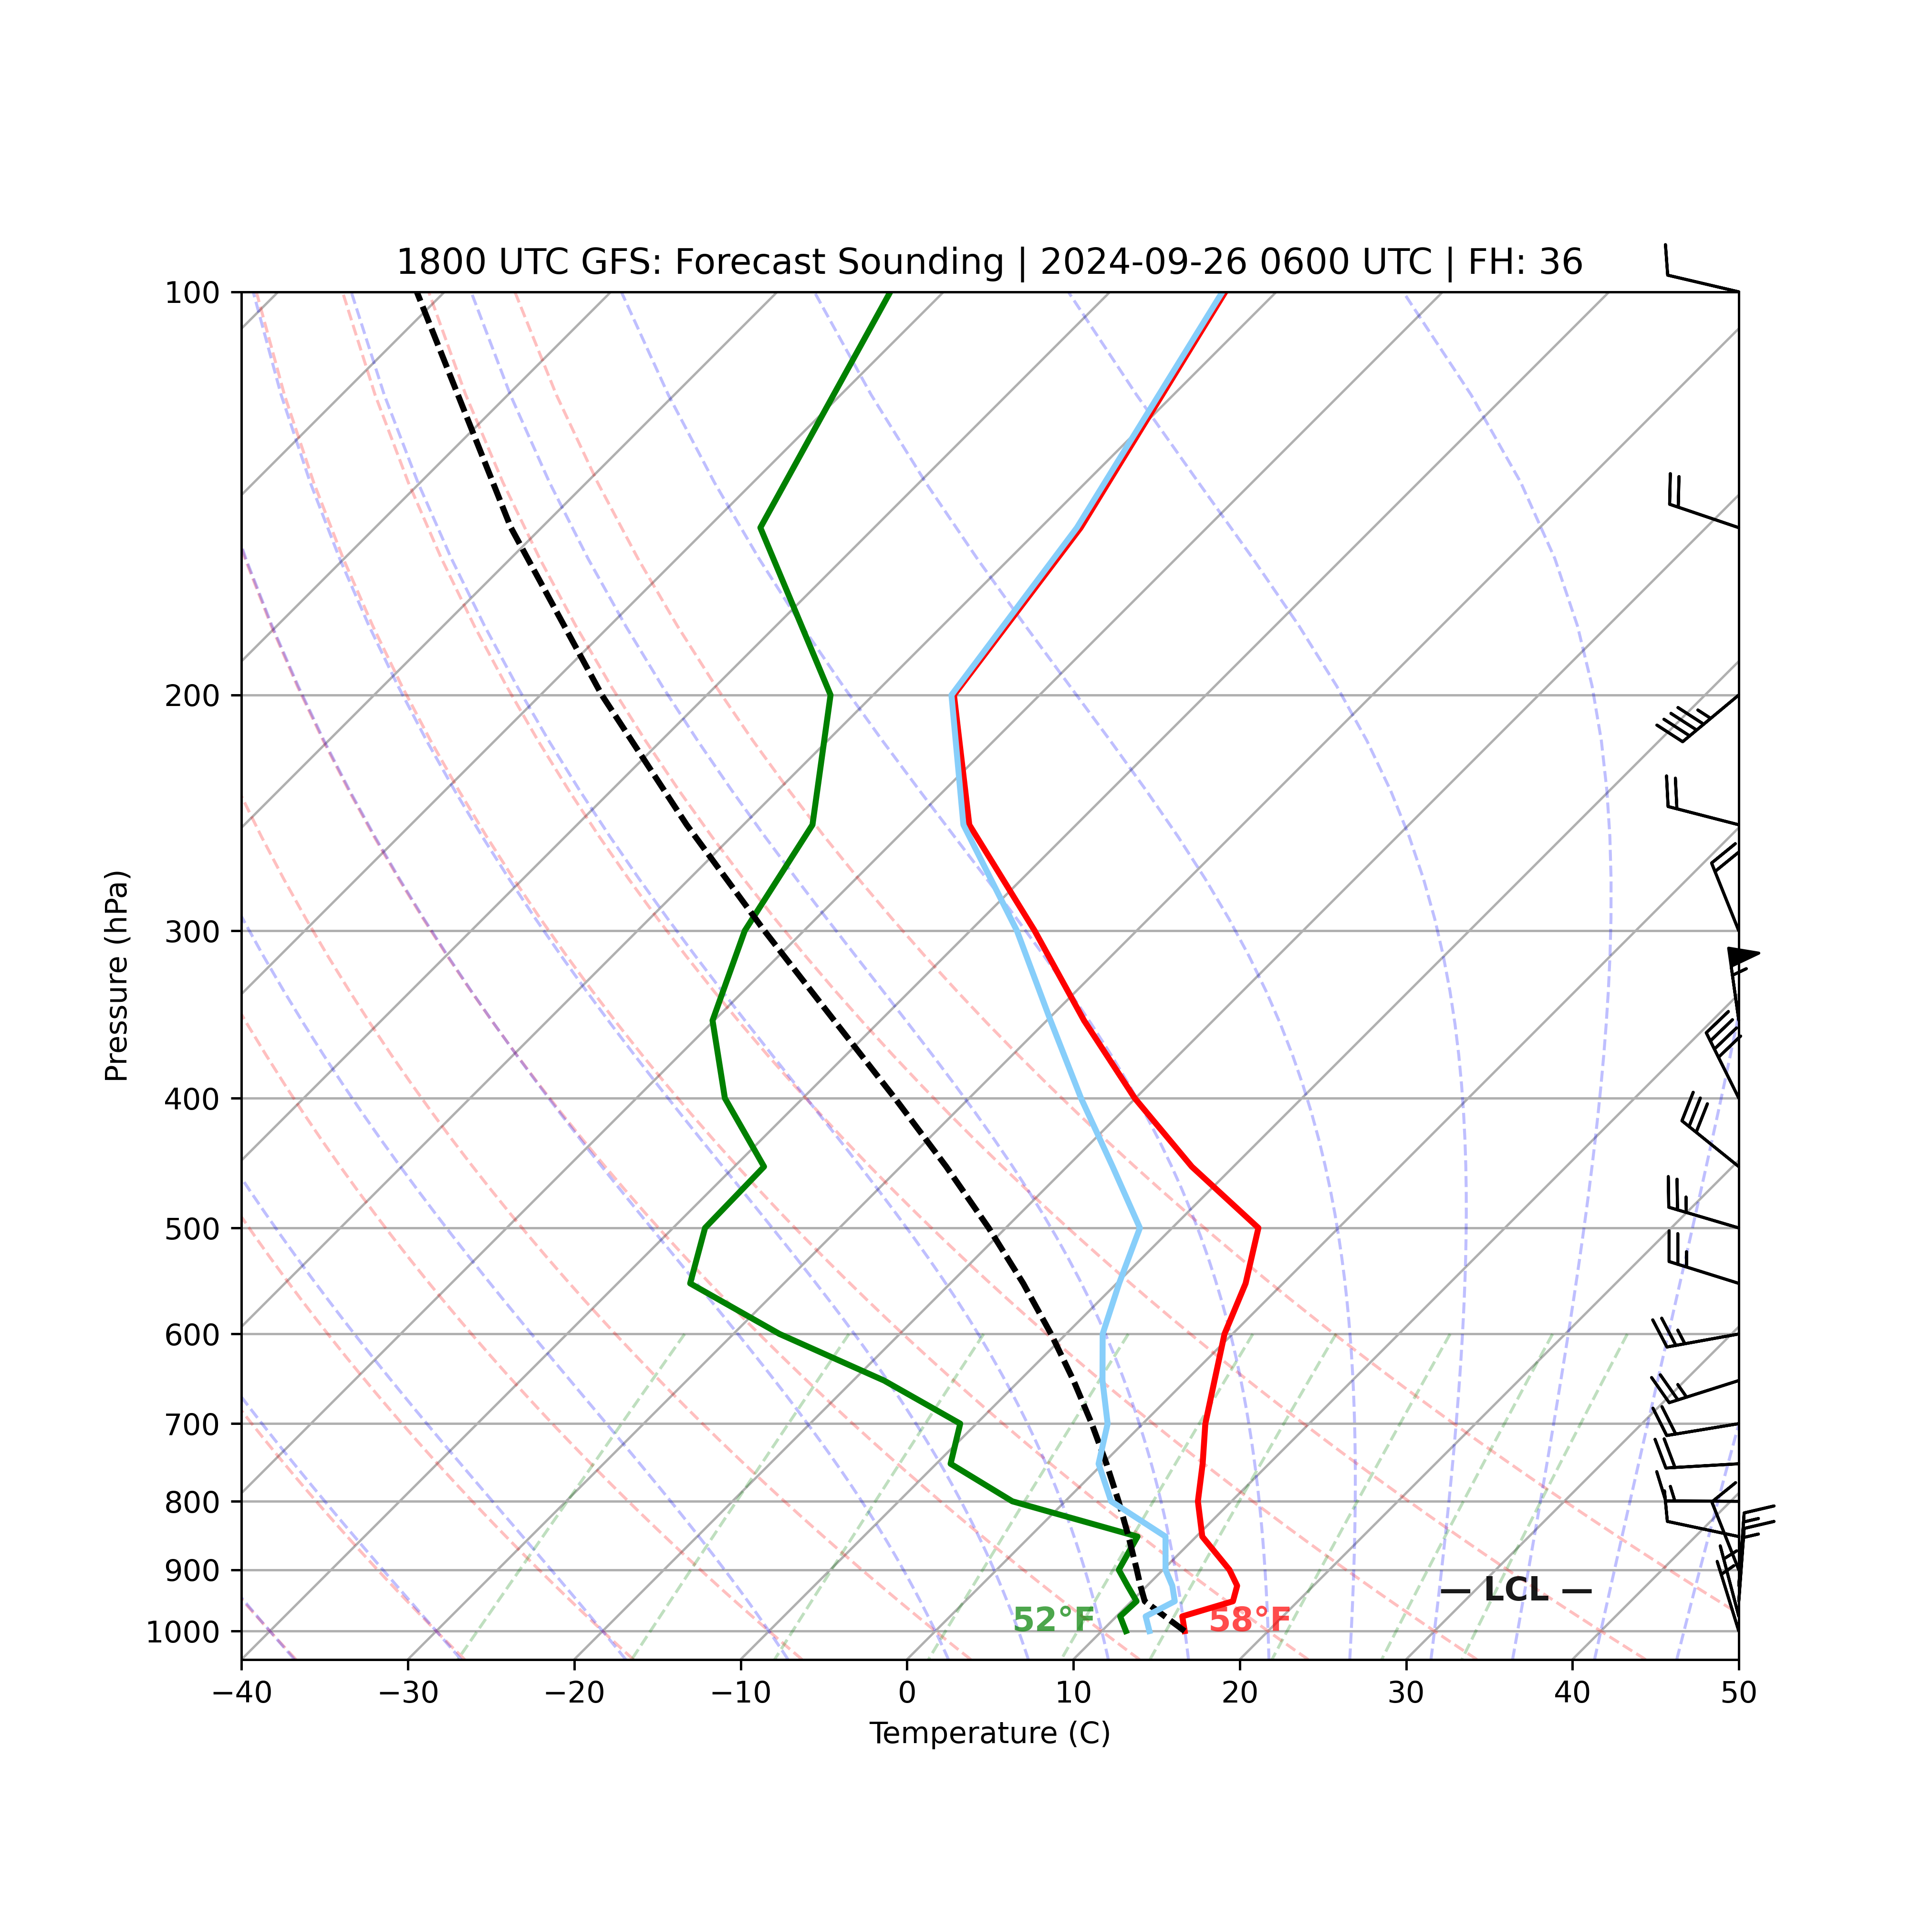 1800 UTC GFS: Forecast Sounding | 2024-09-26 0600 UTC | FH: 36
100
200
300
400
500
600
700
800
900
1000
Pressure (hPa)
— LCL —
52°F
58°F
−40 −30 −20 −10 0 10 20 30 40 50
Temperature (C)